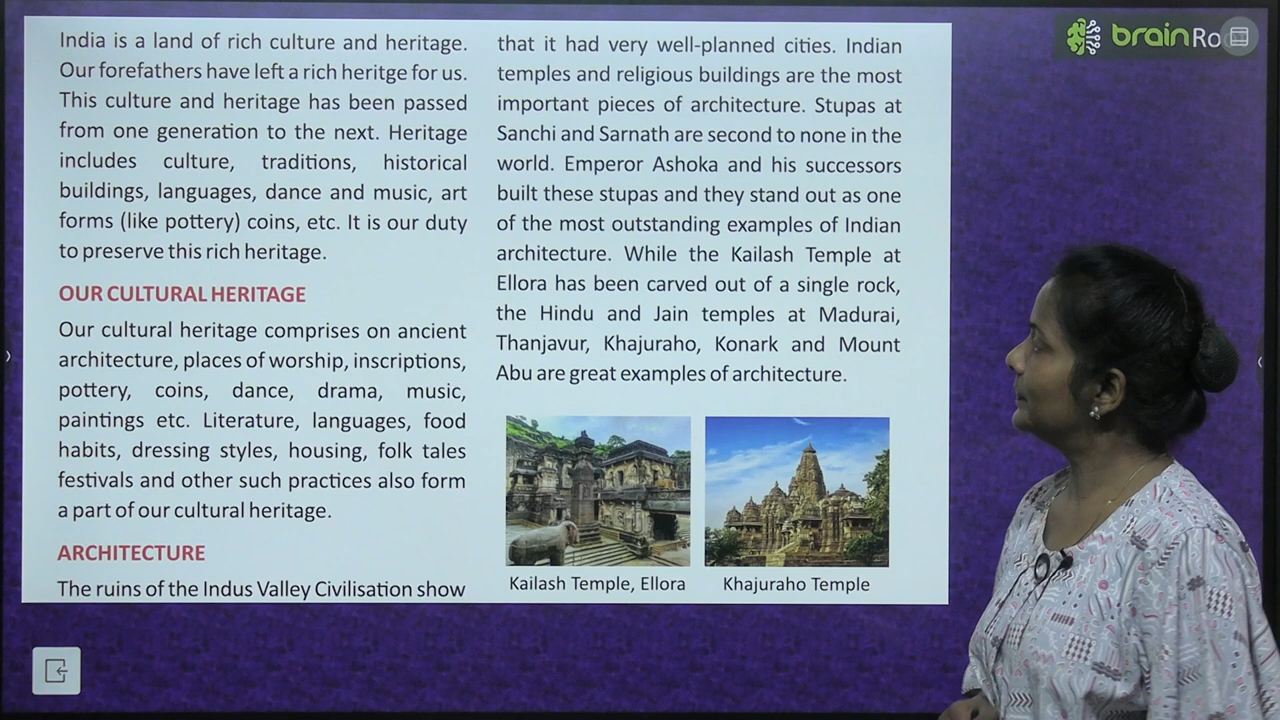 India is a land of rich culture and heritage.
Our forefathers have left a rich heritge for us.
This culture and heritage has been passed
from one generation to the next. Heritage
includes culture, traditions, historical
buildings, languages, dance and music, art
forms (like pottery) coins, etc. It is our duty
to preserve this rich heritage.
OUR CULTURAL HERITAGE
Our cultural heritage comprises on ancient
architecture, places of worship, inscriptions,
pottery, coins, dance, drama, music,
paintings etc. Literature, languages, food
habits, dressing styles, housing, folk tales
festivals and other such practices also form
a part of our cultural heritage.
ARCHITECTURE
The ruins of the Indus Valley Civilisation show
that it had very well-planned cities. Indian
temples and religious buildings are the most
important pieces of architecture. Stupas at
Sanchi and Sarnath are second to none in the
world. Emperor Ashoka and his successors
built these stupas and they stand out as one
of the most outstanding examples of Indian
architecture. While the Kailash Temple at
Ellora has been carved out of a single rock,
the Hindu and Jain temples at Madurai,
Thanjavur, Khajuraho, Konark and Mount
Abu are great examples of architecture.
Kailash Temple, Ellora
Khajuraho Temple
brain